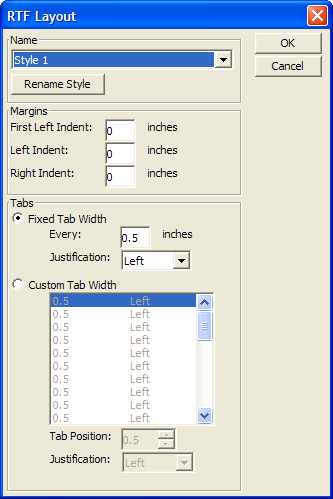 RTF Layout
Name
Style 1
OK
Cancel
Rename Style
Margins
First Left Indent: 0 inches
Left Indent: 0 inches
Right Indent: 0 inches
Tabs
Fixed Tab Width
Every: 0.5 inches
Justification: Left
Custom Tab Width
0.5 Left
0.5 Left
0.5 Left
0.5 Left
0.5 Left
0.5 Left
0.5 Left
0.5 Left
0.5 Left
0.5 Left
Tab Position: 0.5
Justification: Left